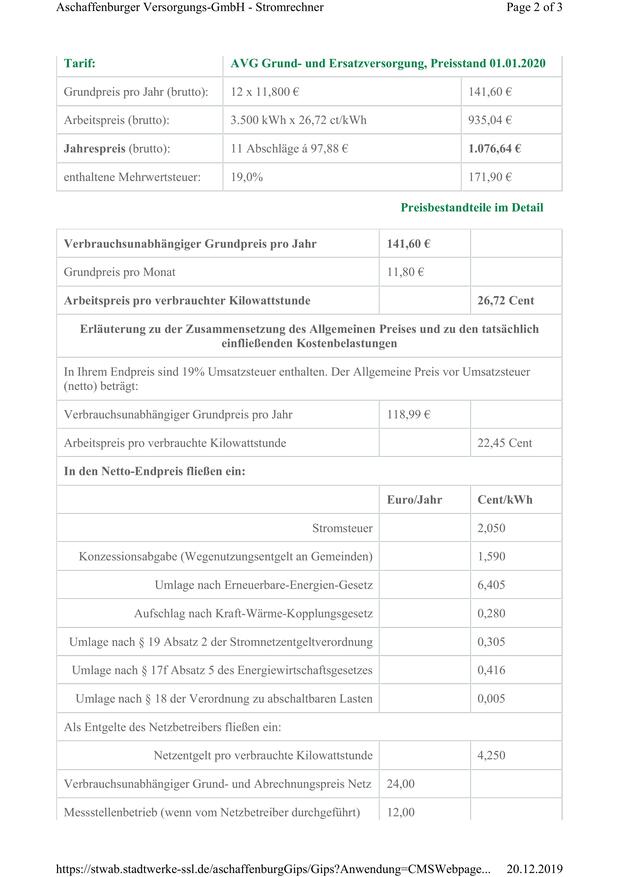 Aschaffenburger Versorgungs-GmbH - Stromrechner Page 2 of 3
Tarif: AVG Grund- und Ersatzversorgung, Preisstand 01.01.2020
Grundpreis pro Jahr (brutto): 12 x 11,800 € 141,60 €
Arbeitspreis (brutto): 3.500 kWh x 26,72 ct/kWh 935,04 €
Jahrespreis (brutto): 11 Abschläge á 97,88 € 1.076,64 €
enthaltene Mehrwertsteuer: 19,0% 171,90 €
Preisbestandteile im Detail
Verbrauchsunabhängiger Grundpreis pro Jahr 141,60 €
Grundpreis pro Monat 11,80 €
Arbeitspreis pro verbrauchter Kilowattstunde 26,72 Cent
Erläuterung zu der Zusammensetzung des Allgemeinen Preises und zu den tatsächlich
einfließenden Kostenbelastungen
In Ihrem Endpreis sind 19% Umsatzsteuer enthalten. Der Allgemeine Preis vor Umsatzsteuer
(netto) beträgt:
Verbrauchsunabhängiger Grundpreis pro Jahr 118,99 €
Arbeitspreis pro verbrauchte Kilowattstunde 22,45 Cent
In den Netto-Endpreis fließen ein:
Euro/Jahr Cent/kWh
Stromsteuer 2,050
Konzessionsabgabe (Wegenutzungsentgelt an Gemeinden) 1,590
Umlage nach Erneuerbare-Energien-Gesetz 6,405
Aufschlag nach Kraft-Wärme-Kopplungsgesetz 0,280
Umlage nach § 19 Absatz 2 der Stromnetzentgeltverordnung 0,305
Umlage nach § 17f Absatz 5 des Energiewirtschaftsgesetzes 0,416
Umlage nach § 18 der Verordnung zu abschaltbaren Lasten 0,005
Als Entgelte des Netzbetreibers fließen ein:
Netzentgelt pro verbrauchte Kilowattstunde 4,250
Verbrauchsunabhängiger Grund- und Abrechnungspreis Netz 24,00
Messstellenbetrieb (wenn vom Netzbetreiber durchgeführt) 12,00
https://stwab.stadtwerke-ssl.de/aschaffenburgGips/Gips?Anwendung=CMSWebpage... 20.12.2019